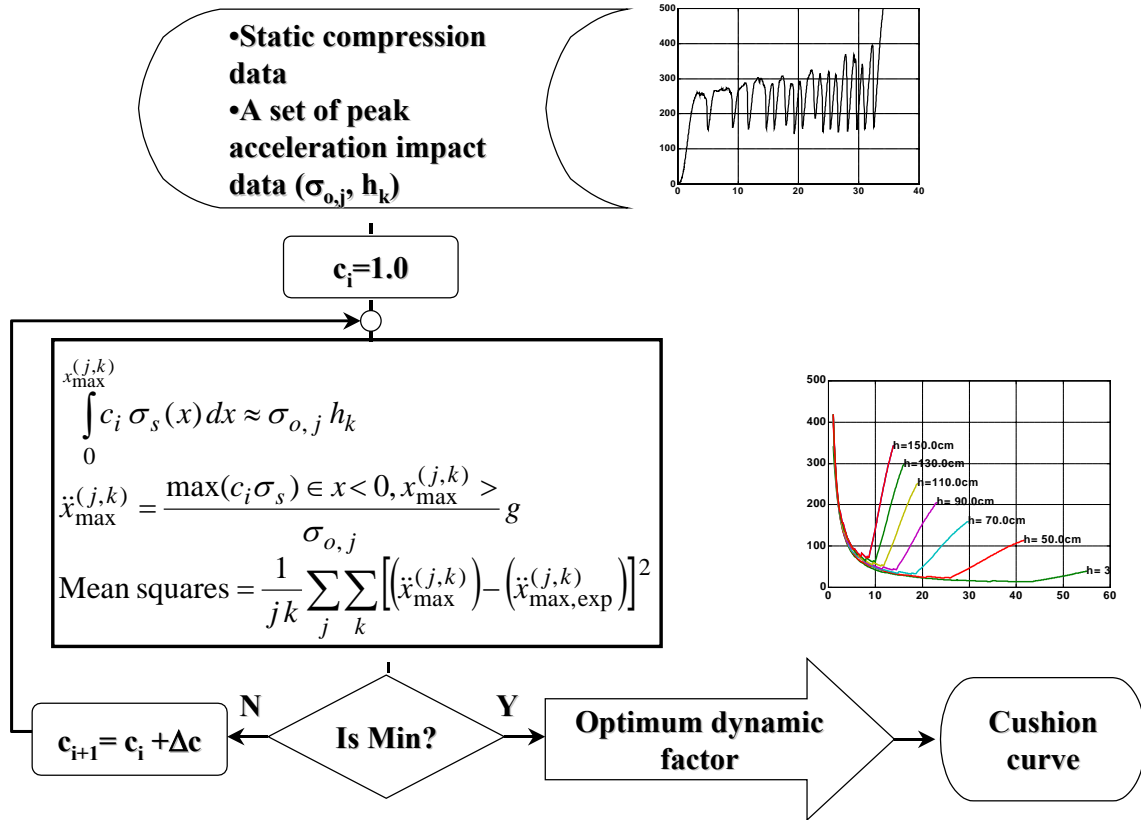 •Static compression
data
•A set of peak
acceleration impact
data (σo,j, hk)
500
400
300
200
100
0
0 10 20 30 40
ci=1.0
x(j,k)max
∫0 ci σs(x) dx ≈ σo,j hk
ẍ(j,k)max = max(ciσs) ∈ x < 0, x(j,k)max > / σo,j g
Mean squares = 1/jk ∑j ∑k [(ẍ(j,k)max) − (ẍ(j,k)max,exp)]2
500
400
300
200
100
0
h=150.0cm
h=130.0cm
h=110.0cm
h= 90.0cm
h= 70.0cm
h= 50.0cm
h= 3
0 10 20 30 40 50 60
N
Y
ci+1= ci +Δc
Is Min?
Optimum dynamic
factor
Cushion
curve